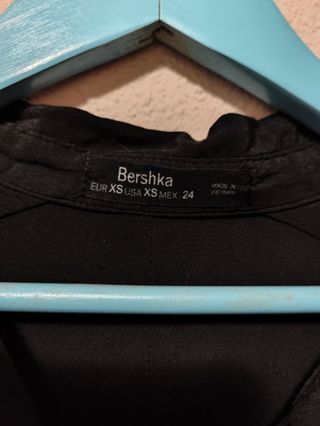 Bershka
EUR XS USA XS MEX 24
MADE IN
VIETNAM